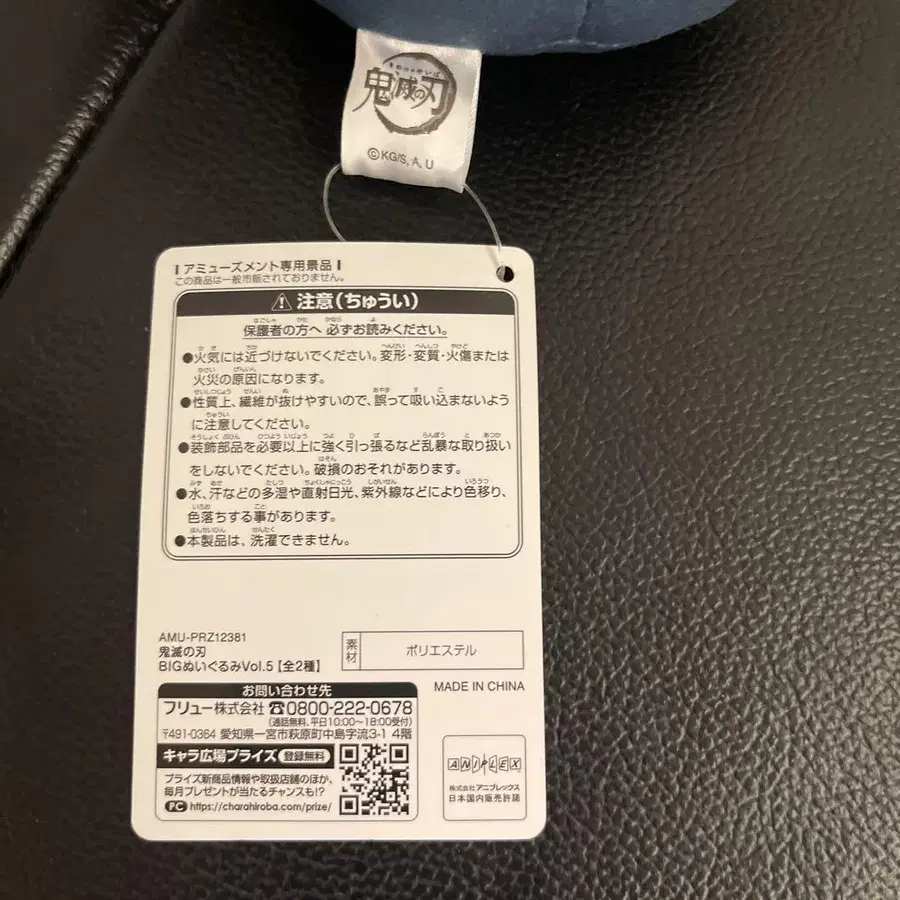 きめつのやいば
鬼滅の刃
©KG/S, A, U
アミューズメント専用景品
この商品は一般市販されておりません。
注意(ちゅうい)
保護者の方へ 必ずお読みください。
●火気には近づけないでください。変形・変質・火傷または
火災の原因になります。
●性質上、繊維が抜けやすいので、誤って吸い込まないよう
に注意してください。
●装飾部品を必要以上に強く引っ張るなど乱暴な取り扱い
をしないでください。破損のおそれがあります。
●水、汗などの多湿や直射日光、紫外線などにより色移り、
色落ちする事があります。
●本製品は、洗濯できません。
AMU-PRZ12381
鬼滅の刃
BIGぬいぐるみVol.5【全2種】
素材 ポリエステル
MADE IN CHINA
お問い合わせ先
フリュー株式会社 ☎0800-222-0678
(通話無料、平日10:00～18:00受付)
〒491-0364 愛知県一宮市萩原町中島字流3-1 4階
キャラ広場プライズ 登録無料
プライズ新商品情報や取扱店舗のほか、
毎月プレゼントが当たるチャンスも!?
PC https://charahiroba.com/prize/
ANIPLEX
株式会社アニプレックス
日本国内販売許諾